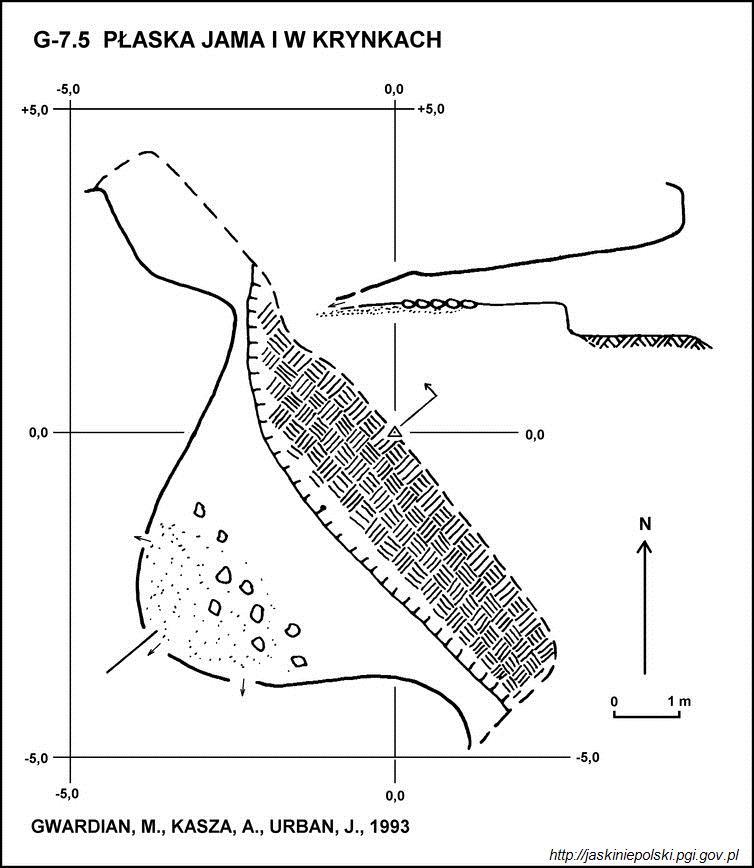 G-7.5 PŁASKA JAMA I W KRYNKACH
-5,0 0,0
+5,0 +5,0
0,0 0,0
N
0 1 m
-5,0 -5,0
-5,0 0,0
GWARDIAN, M., KASZA, A., URBAN, J., 1993
http://jaskiniepolski.pgi.gov.pl